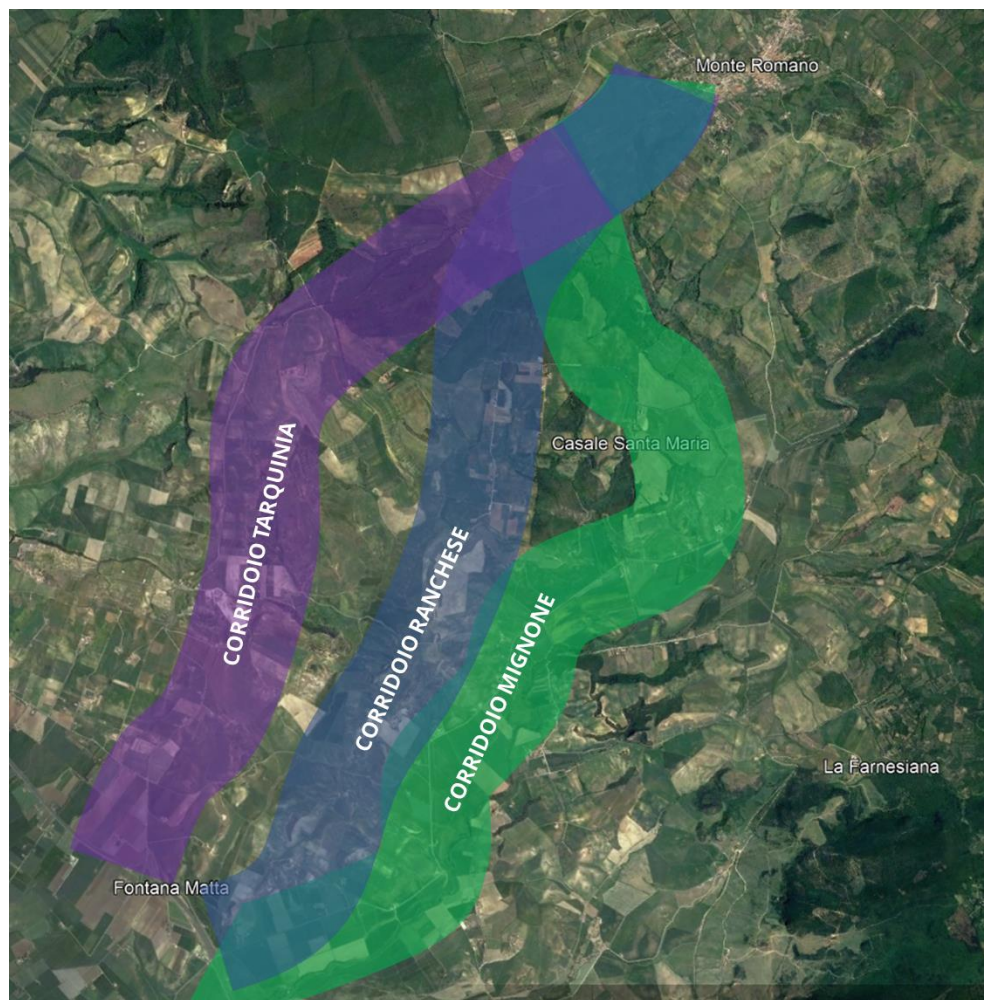 Monte Romano
Casale Santa Maria
CORRIDOIO TARQUINIA
CORRIDOIO RANCHESE
CORRIDOIO MIGNONE
La Farnesiana
Fontana Matta